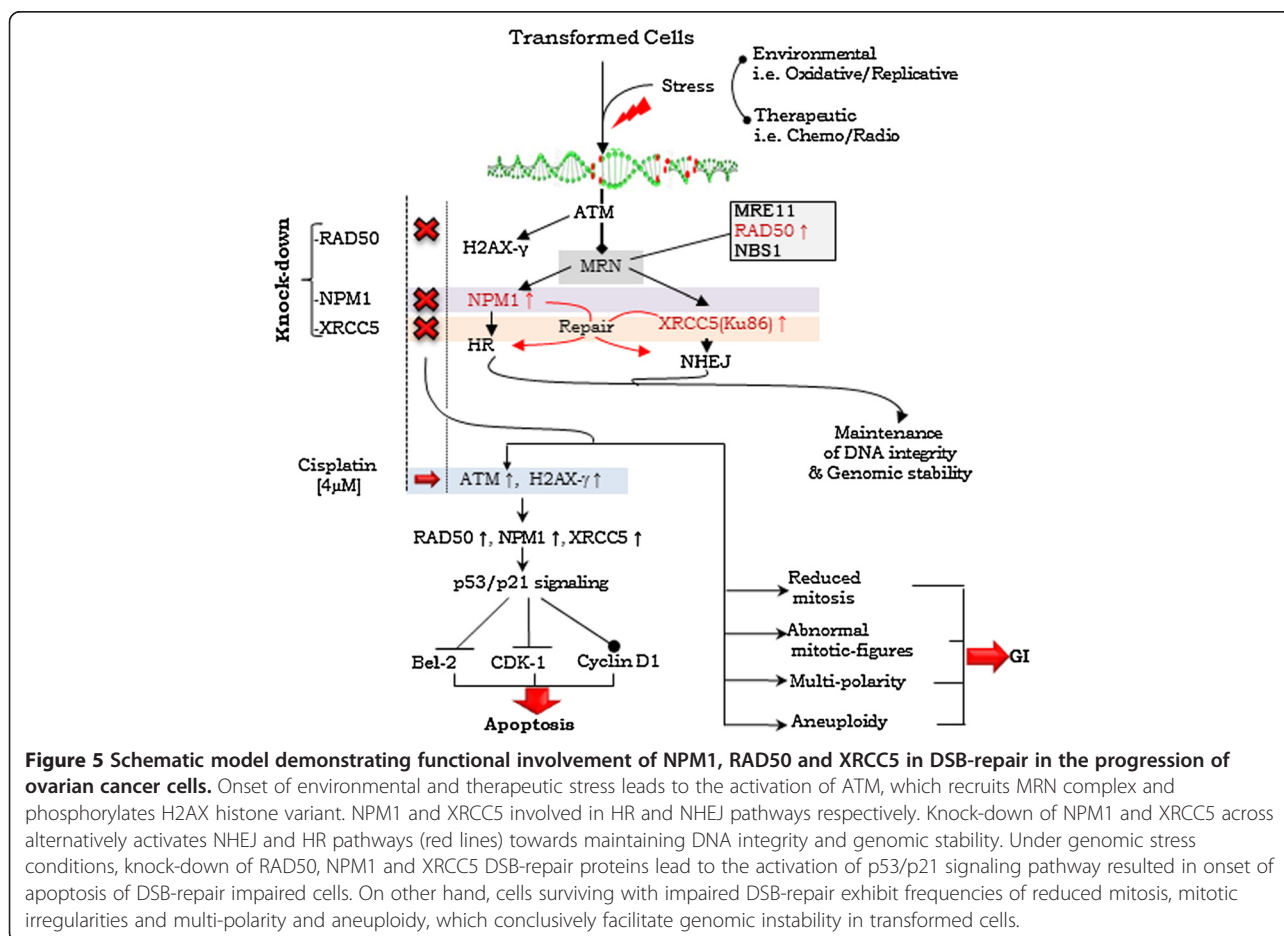 Transformed Cells
Environmental
i.e. Oxidative/Replicative
Stress
Therapeutic
i.e. Chemo/Radio
ATM
H2AX-γ
MRN
MRE11
RAD50 ↑
NBS1
Knock-down
-RAD50
-NPM1
-XRCC5
NPM1 ↑
XRCC5(Ku86) ↑
Repair
HR
NHEJ
Maintenance
of DNA integrity
& Genomic stability
Cisplatin
[4μM]
ATM ↑, H2AX-γ ↑
RAD50 ↑, NPM1 ↑, XRCC5 ↑
p53/p21 signaling
Bel-2
CDK-1
Cyclin D1
Apoptosis
Reduced
mitosis
Abnormal
mitotic-figures
Multi-polarity
Aneuploidy
GI
Figure 5 Schematic model demonstrating functional involvement of NPM1, RAD50 and XRCC5 in DSB-repair in the progression of
ovarian cancer cells. Onset of environmental and therapeutic stress leads to the activation of ATM, which recruits MRN complex and
phosphorylates H2AX histone variant. NPM1 and XRCC5 involved in HR and NHEJ pathways respectively. Knock-down of NPM1 and XRCC5 across
alternatively activates NHEJ and HR pathways (red lines) towards maintaining DNA integrity and genomic stability. Under genomic stress
conditions, knock-down of RAD50, NPM1 and XRCC5 DSB-repair proteins lead to the activation of p53/p21 signaling pathway resulted in onset of
apoptosis of DSB-repair impaired cells. On other hand, cells surviving with impaired DSB-repair exhibit frequencies of reduced mitosis, mitotic
irregularities and multi-polarity and aneuploidy, which conclusively facilitate genomic instability in transformed cells.